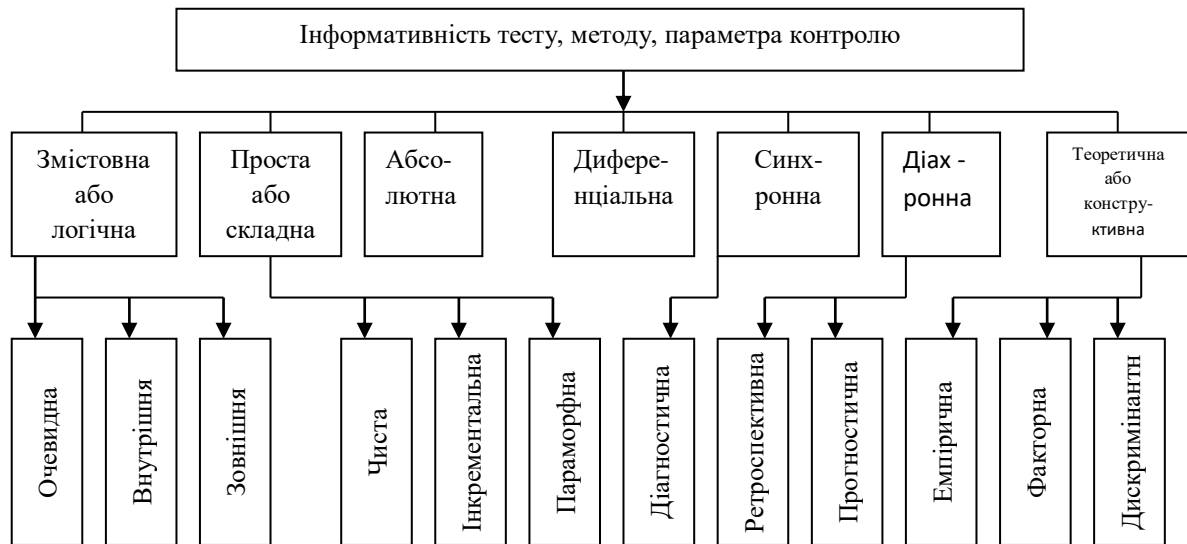 Інформативність тесту, методу, параметра контролю
Змістовна
або
логічна
Проста
або
складна
Абсо-
лютна
Дифере-
нціальна
Синх-
ронна
Діах - 
ронна
Теоретична
або
констру-
ктивна
Очевидна
Внутрішня
Зовнішня
Чиста
Інкрементальна
Параморфна
Діагностична
Ретроспективна
Прогностична
Емпірична
Факторна
Дискримінантн